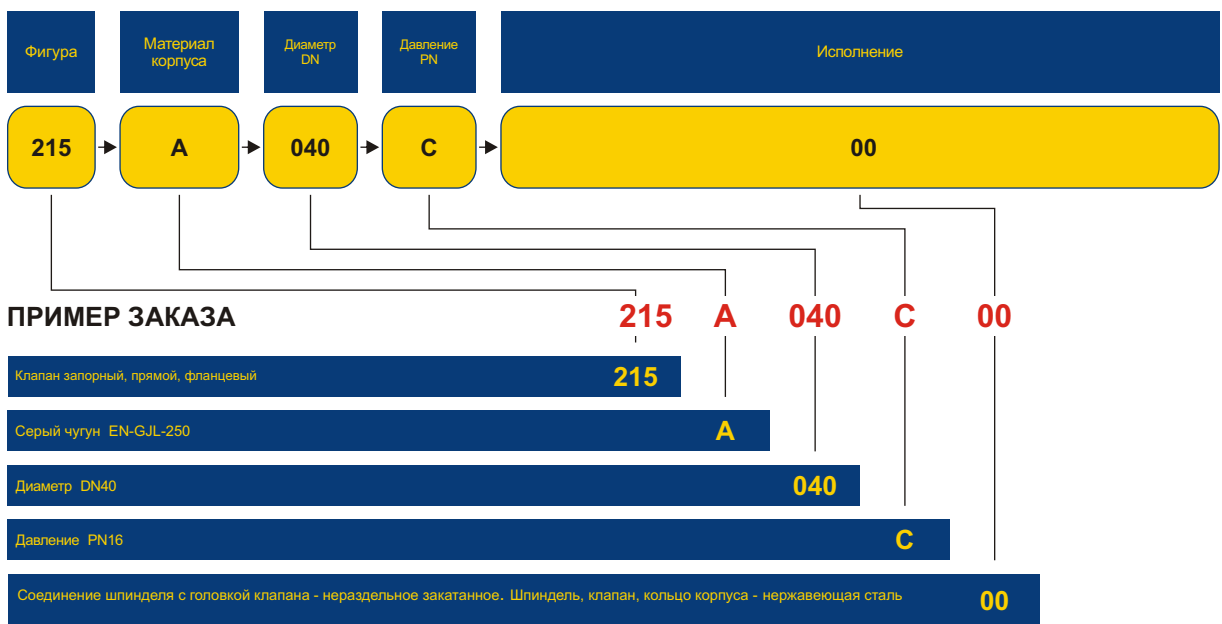 Фигура
Материал
корпуса
Диаметр
DN
Давление
PN
Исполнение
215 A 040 C 00
ПРИМЕР ЗАКАЗА 215 A 040 C 00
Клапан запорный, прямой, фланцевый 215
Серый чугун EN-GJL-250 A
Диаметр DN40 040
Давление PN16 C
Соединение шпинделя с головкой клапана - нераздельное закатанное. Шпиндель, клапан, кольцо корпуса - нержавеющая сталь 00